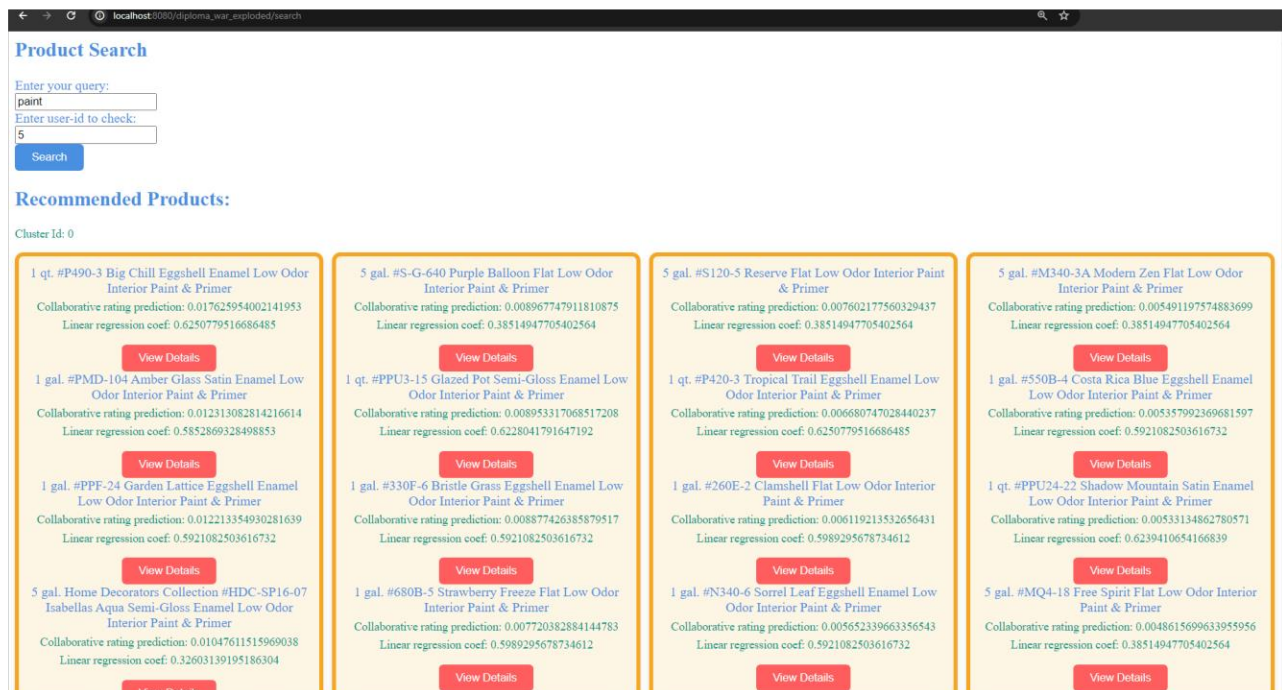 localhost:8080/diploma_war_exploded/search
Product Search
Enter your query:
paint
Enter user-id to check:
5
Search
Recommended Products:
Cluster Id: 0
1 qt. #P490-3 Big Chill Eggshell Enamel Low Odor
Interior Paint & Primer
Collaborative rating prediction: 0.017625954002141953
Linear regression coef: 0.6250779516686485
View Details
1 gal. #PMD-104 Amber Glass Satin Enamel Low
Odor Interior Paint & Primer
Collaborative rating prediction: 0.012313082814216614
Linear regression coef: 0.5852869328498853
View Details
1 gal. #PPF-24 Garden Lattice Eggshell Enamel
Low Odor Interior Paint & Primer
Collaborative rating prediction: 0.012213354930281639
Linear regression coef: 0.5921082503616732
View Details
5 gal. Home Decorators Collection #HDC-SP16-07
Isabellas Aqua Semi-Gloss Enamel Low Odor
Interior Paint & Primer
Collaborative rating prediction: 0.01047611515969038
Linear regression coef: 0.32603139195186304
View Details
5 gal. #S-G-640 Purple Balloon Flat Low Odor
Interior Paint & Primer
Collaborative rating prediction: 0.008967747911810875
Linear regression coef: 0.38514947705402564
View Details
1 qt. #PPU3-15 Glazed Pot Semi-Gloss Enamel Low
Odor Interior Paint & Primer
Collaborative rating prediction: 0.008953317068517208
Linear regression coef: 0.6228041791647192
View Details
1 gal. #330F-6 Bristle Grass Eggshell Enamel Low
Odor Interior Paint & Primer
Collaborative rating prediction: 0.008877426385879517
Linear regression coef: 0.5921082503616732
View Details
1 gal. #680B-5 Strawberry Freeze Flat Low Odor
Interior Paint & Primer
Collaborative rating prediction: 0.007720382884144783
Linear regression coef: 0.5989295678734612
View Details
5 gal. #S120-5 Reserve Flat Low Odor Interior Paint
& Primer
Collaborative rating prediction: 0.007602177560329437
Linear regression coef: 0.38514947705402564
View Details
1 qt. #P420-3 Tropical Trail Eggshell Enamel Low
Odor Interior Paint & Primer
Collaborative rating prediction: 0.006680747028440237
Linear regression coef: 0.6250779516686485
View Details
1 gal. #260E-2 Clamshell Flat Low Odor Interior
Paint & Primer
Collaborative rating prediction: 0.006119213532656431
Linear regression coef: 0.5989295678734612
View Details
1 gal. #N340-6 Sorrel Leaf Eggshell Enamel Low
Odor Interior Paint & Primer
Collaborative rating prediction: 0.005652339663356543
Linear regression coef: 0.5921082503616732
View Details
5 gal. #M340-3A Modern Zen Flat Low Odor
Interior Paint & Primer
Collaborative rating prediction: 0.005491197574883699
Linear regression coef: 0.38514947705402564
View Details
1 gal. #550B-4 Costa Rica Blue Eggshell Enamel
Low Odor Interior Paint & Primer
Collaborative rating prediction: 0.005357992369681597
Linear regression coef: 0.5921082503616732
View Details
1 qt. #PPU24-22 Shadow Mountain Satin Enamel
Low Odor Interior Paint & Primer
Collaborative rating prediction: 0.00533134862780571
Linear regression coef: 0.6239410654166839
View Details
5 gal. #MQ4-18 Free Spirit Flat Low Odor Interior
Paint & Primer
Collaborative rating prediction: 0.0048615699633955956
Linear regression coef: 0.38514947705402564
View Details